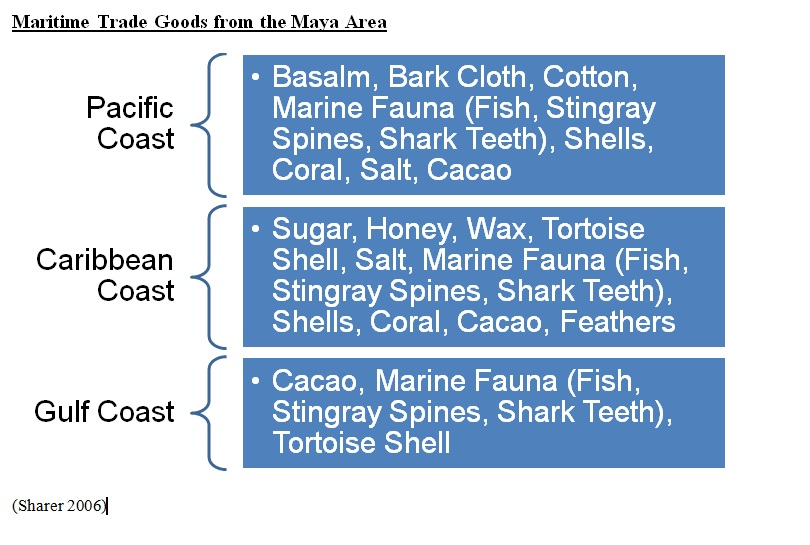 Maritime Trade Goods from the Maya Area
Pacific
Coast
• Basalm, Bark Cloth, Cotton,
Marine Fauna (Fish, Stingray
Spines, Shark Teeth), Shells,
Coral, Salt, Cacao
Caribbean
Coast
• Sugar, Honey, Wax, Tortoise
Shell, Salt, Marine Fauna (Fish,
Stingray Spines, Shark Teeth),
Shells, Coral, Cacao, Feathers
Gulf Coast
• Cacao, Marine Fauna (Fish,
Stingray Spines, Shark Teeth),
Tortoise Shell
(Sharer 2006)